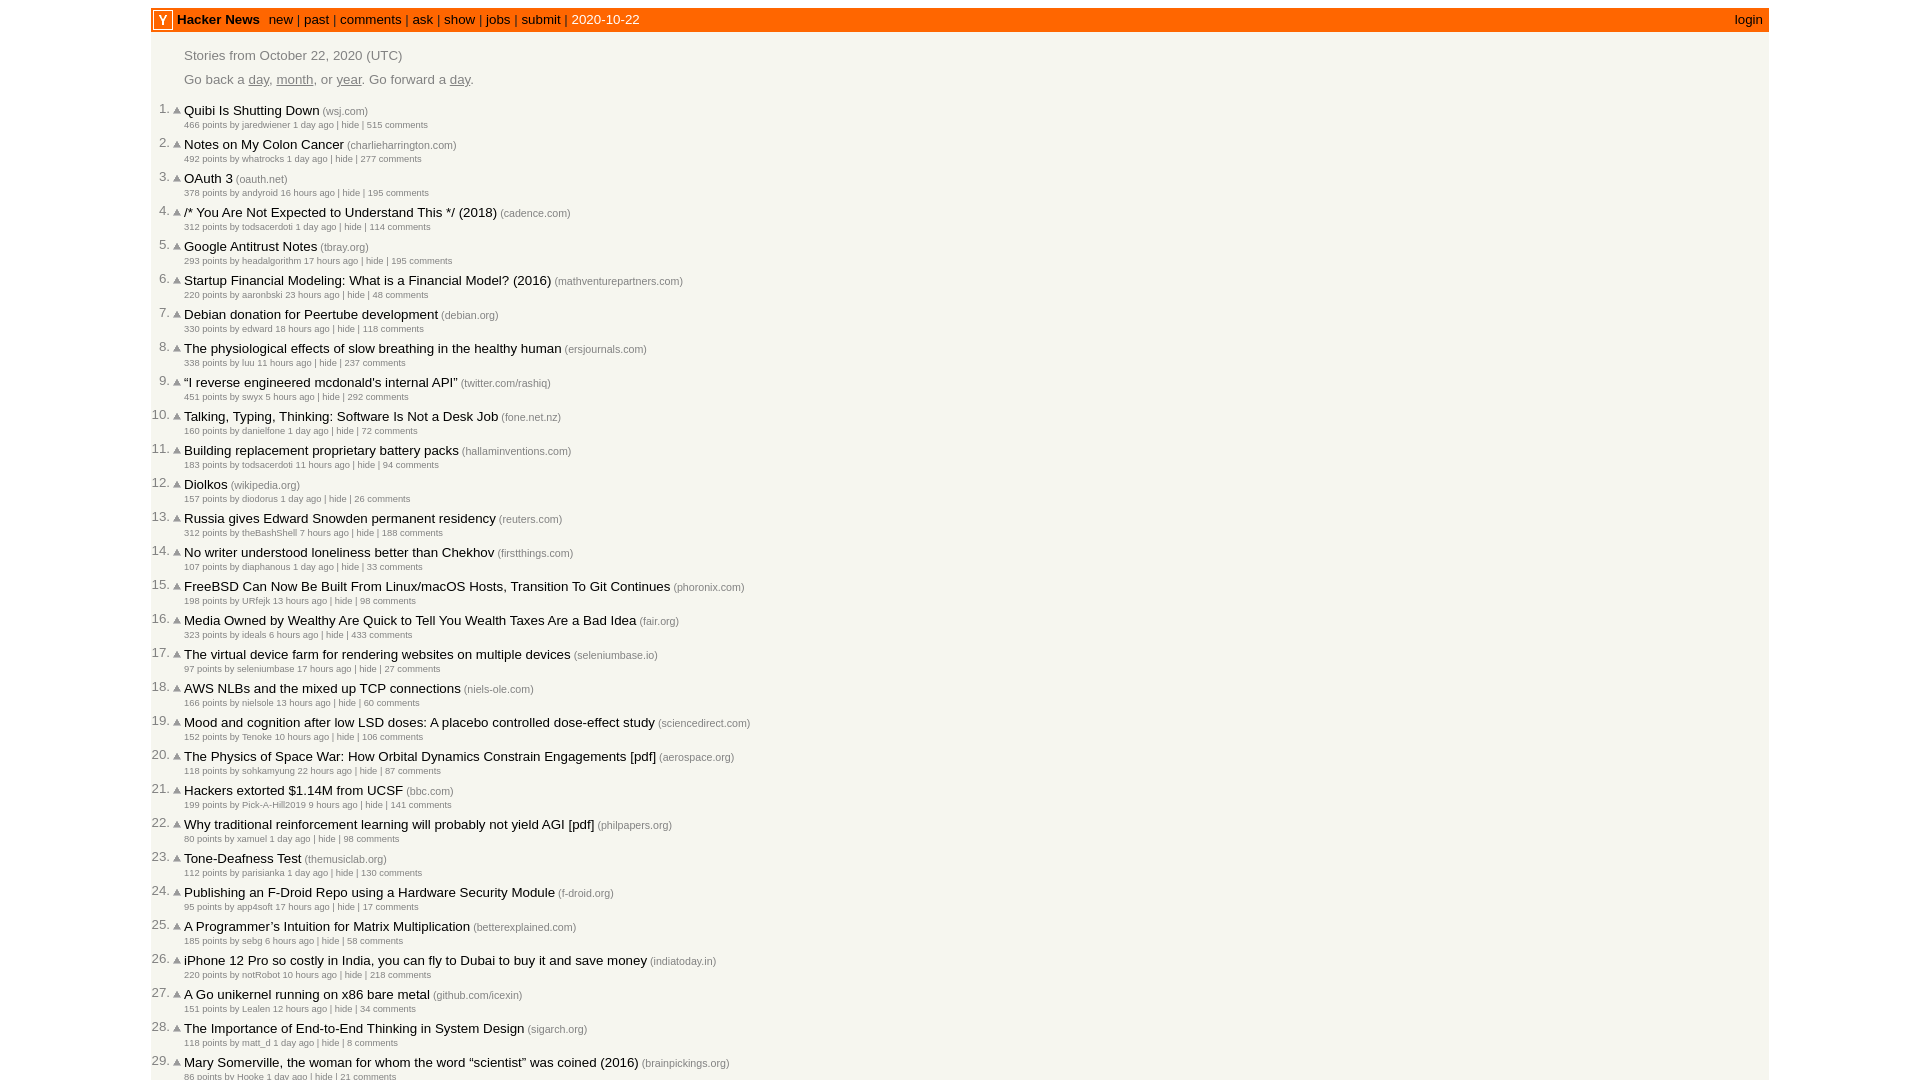 Y Hacker News new | past | comments | ask | show | jobs | submit | 2020-10-22 login
Stories from October 22, 2020 (UTC)
Go back a day, month, or year. Go forward a day.
1. Quibi Is Shutting Down (wsj.com)
466 points by jaredwiener 1 day ago | hide | 515 comments
2. Notes on My Colon Cancer (charlieharrington.com)
492 points by whatrocks 1 day ago | hide | 277 comments
3. OAuth 3 (oauth.net)
378 points by andyroid 16 hours ago | hide | 195 comments
4. /* You Are Not Expected to Understand This */ (2018) (cadence.com)
312 points by todsacerdoti 1 day ago | hide | 114 comments
5. Google Antitrust Notes (tbray.org)
293 points by headalgorithm 17 hours ago | hide | 195 comments
6. Startup Financial Modeling: What is a Financial Model? (2016) (mathventurepartners.com)
220 points by aaronbski 23 hours ago | hide | 48 comments
7. Debian donation for Peertube development (debian.org)
330 points by edward 18 hours ago | hide | 118 comments
8. The physiological effects of slow breathing in the healthy human (ersjournals.com)
338 points by luu 11 hours ago | hide | 237 comments
9. “I reverse engineered mcdonald's internal API” (twitter.com/rashiq)
451 points by swyx 5 hours ago | hide | 292 comments
10. Talking, Typing, Thinking: Software Is Not a Desk Job (fone.net.nz)
160 points by danielfone 1 day ago | hide | 72 comments
11. Building replacement proprietary battery packs (hallaminventions.com)
183 points by todsacerdoti 11 hours ago | hide | 94 comments
12. Diolkos (wikipedia.org)
157 points by diodorus 1 day ago | hide | 26 comments
13. Russia gives Edward Snowden permanent residency (reuters.com)
312 points by theBashShell 7 hours ago | hide | 188 comments
14. No writer understood loneliness better than Chekhov (firstthings.com)
107 points by diaphanous 1 day ago | hide | 33 comments
15. FreeBSD Can Now Be Built From Linux/macOS Hosts, Transition To Git Continues (phoronix.com)
198 points by URfejk 13 hours ago | hide | 98 comments
16. Media Owned by Wealthy Are Quick to Tell You Wealth Taxes Are a Bad Idea (fair.org)
323 points by ideals 6 hours ago | hide | 433 comments
17. The virtual device farm for rendering websites on multiple devices (seleniumbase.io)
97 points by seleniumbase 17 hours ago | hide | 27 comments
18. AWS NLBs and the mixed up TCP connections (niels-ole.com)
166 points by nielsole 13 hours ago | hide | 60 comments
19. Mood and cognition after low LSD doses: A placebo controlled dose-effect study (sciencedirect.com)
152 points by Tenoke 10 hours ago | hide | 106 comments
20. The Physics of Space War: How Orbital Dynamics Constrain Engagements [pdf] (aerospace.org)
118 points by sohkamyung 22 hours ago | hide | 87 comments
21. Hackers extorted $1.14M from UCSF (bbc.com)
199 points by Pick-A-Hill2019 9 hours ago | hide | 141 comments
22. Why traditional reinforcement learning will probably not yield AGI [pdf] (philpapers.org)
80 points by xamuel 1 day ago | hide | 98 comments
23. Tone-Deafness Test (themusiclab.org)
112 points by parisianka 1 day ago | hide | 130 comments
24. Publishing an F-Droid Repo using a Hardware Security Module (f-droid.org)
95 points by app4soft 17 hours ago | hide | 17 comments
25. A Programmer’s Intuition for Matrix Multiplication (betterexplained.com)
185 points by sebg 6 hours ago | hide | 58 comments
26. iPhone 12 Pro so costly in India, you can fly to Dubai to buy it and save money (indiatoday.in)
220 points by notRobot 10 hours ago | hide | 218 comments
27. A Go unikernel running on x86 bare metal (github.com/icexin)
151 points by Lealen 12 hours ago | hide | 34 comments
28. The Importance of End-to-End Thinking in System Design (sigarch.org)
118 points by matt_d 1 day ago | hide | 8 comments
29. Mary Somerville, the woman for whom the word “scientist” was coined (2016) (brainpickings.org)
86 points by Hooke 1 day ago | hide | 21 comments